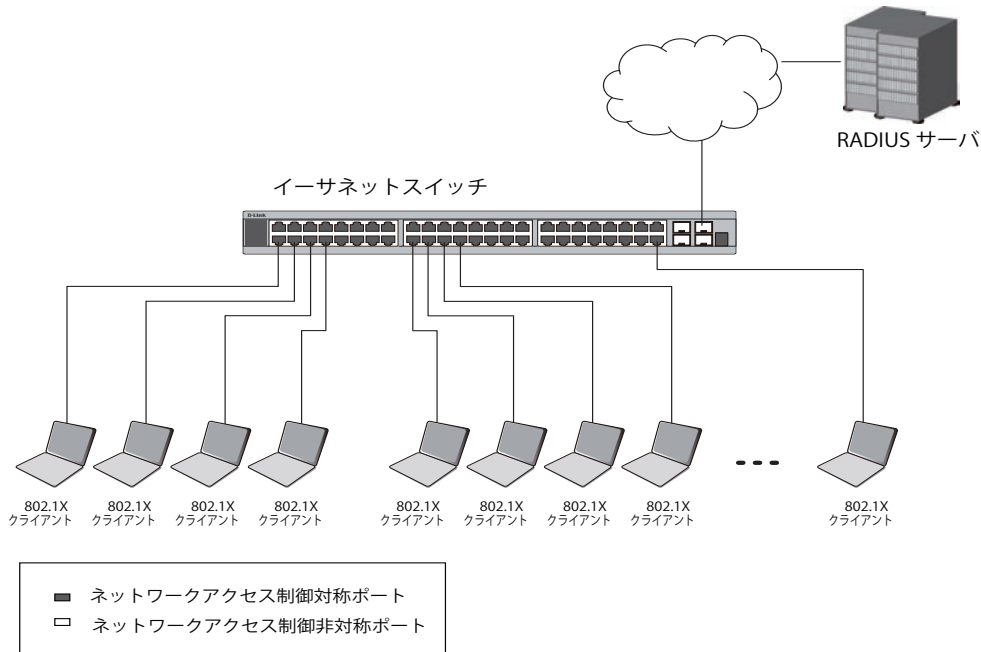 RADIUS サーバ
イーサネットスイッチ
D-Link
802.1X
クライアント
802.1X
クライアント
802.1X
クライアント
802.1X
クライアント
802.1X
クライアント
802.1X
クライアント
802.1X
クライアント
802.1X
クライアント
802.1X
クライアント
ネットワークアクセス制御対称ポート
ネットワークアクセス制御非対称ポート